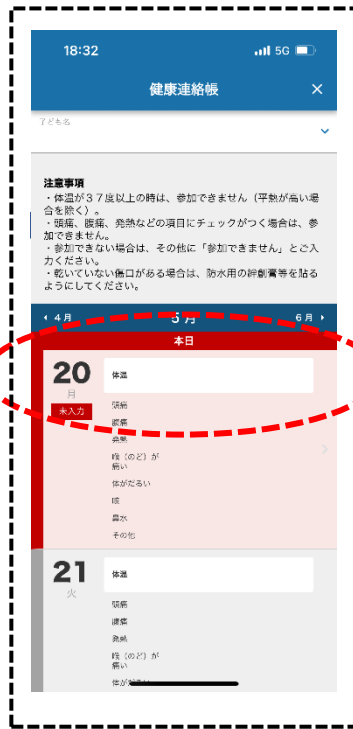 18:32
5G
健康連絡帳
×
子ども名
注意事項
・体温が37度以上の時は、参加できません（平熱が高い場
合を除く）。
・頭痛、腹痛、発熱などの項目にチェックがつく場合は、参
加できません。
・参加できない場合は、その他に「参加できません」とご入
力ください。
・乾いていない傷口がある場合は、防水用の絆創膏等を貼る
ようにしてください。
4月 5月 6月
本日
20
月
未入力
体温
頭痛
腹痛
発熱
喉（のど）が
痛い
体がだるい
咳
鼻水
その他
21
火
体温
頭痛
腹痛
発熱
喉（のど）が
痛い
体がだるい